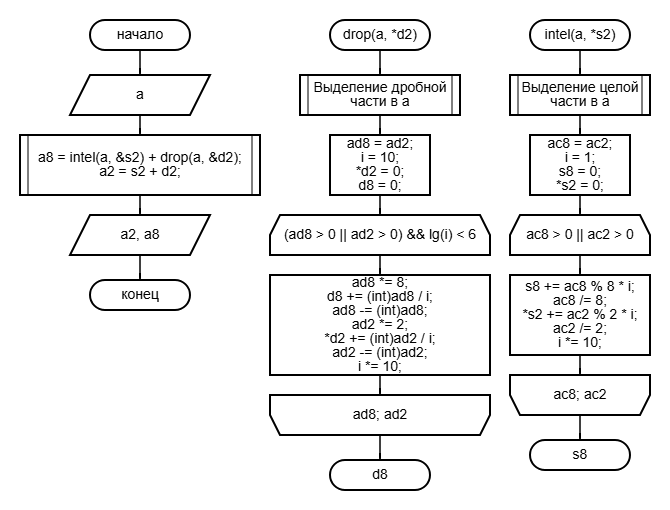 начало
a
a8 = intel(a, &s2) + drop(a, &d2);
a2 = s2 + d2;
a2, a8
конец
drop(a, *d2)
Выделение дробной
части в a
ad8 = ad2;
i = 10;
*d2 = 0;
d8 = 0;
(ad8 > 0 || ad2 > 0) && lg(i) < 6
ad8 *= 8;
d8 += (int)ad8 / i;
ad8 -= (int)ad8;
ad2 *= 2;
*d2 += (int)ad2 / i;
ad2 -= (int)ad2;
i *= 10;
ad8; ad2
d8
intel(a, *s2)
Выделение целой
части в a
ac8 = ac2;
i = 1;
s8 = 0;
*s2 = 0;
ac8 > 0 || ac2 > 0
s8 += ac8 % 8 * i;
ac8 /= 8;
*s2 += ac2 % 2 * i;
ac2 /= 2;
i *= 10;
ac8; ac2
s8